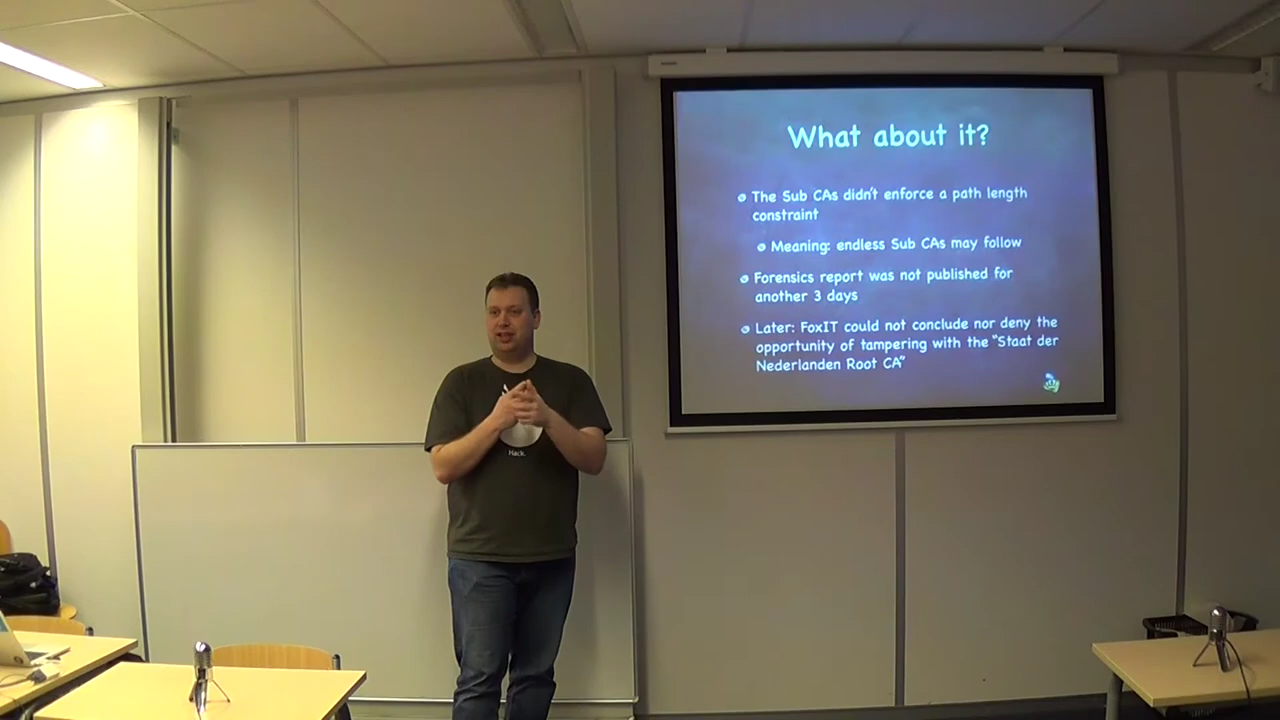 What about it?
The Sub CAs didn't enforce a path length
constraint
Meaning: endless Sub CAs may follow
Forensics report was not published for
another 3 days
Later: FoxIT could not conclude nor deny the
opportunity of tampering with the "Staat der
Nederlanden Root CA"
Hack.